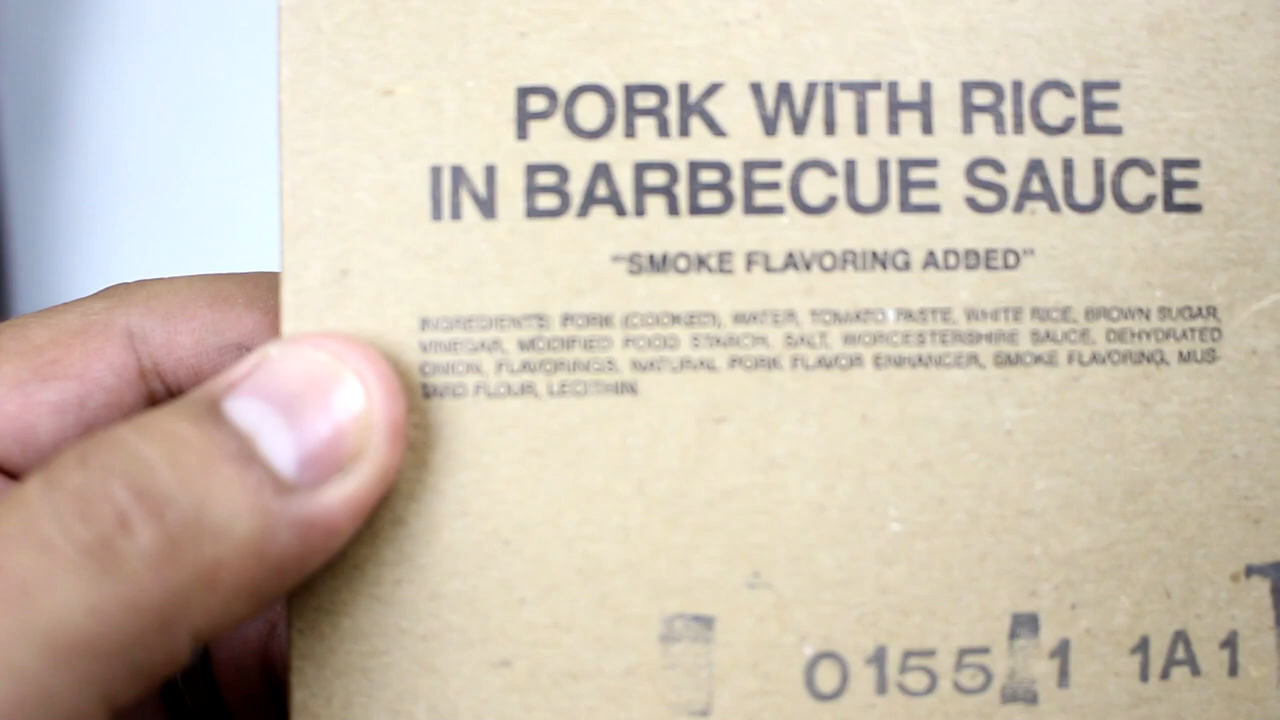 PORK WITH RICE
IN BARBECUE SAUCE
"SMOKE FLAVORING ADDED"
INGREDIENTS: PORK (COOKED), WATER, TOMATO PASTE, WHITE RICE, BROWN SUGAR,
VINEGAR, MODIFIED FOOD STARCH, SALT, WORCESTERSHIRE SAUCE, DEHYDRATED
ONION, FLAVORINGS, NATURAL PORK FLAVOR ENHANCER, SMOKE FLAVORING, MUS-
TARD FLOUR, LECITHIN.
0155 1 1A1